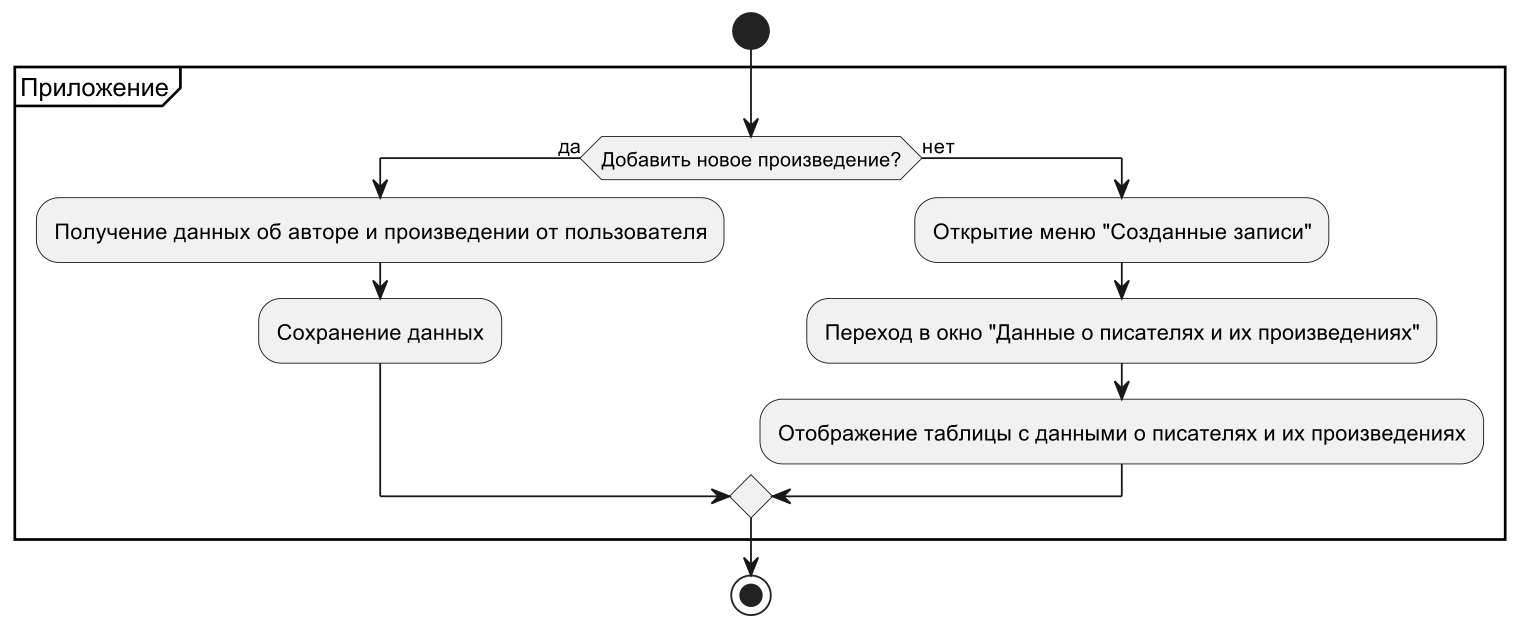 Приложение
да
Добавить новое произведение?
нет
Получение данных об авторе и произведении от пользователя
Открытие меню "Созданные записи"
Сохранение данных
Переход в окно "Данные о писателях и их произведениях"
Отображение таблицы с данными о писателях и их произведениях